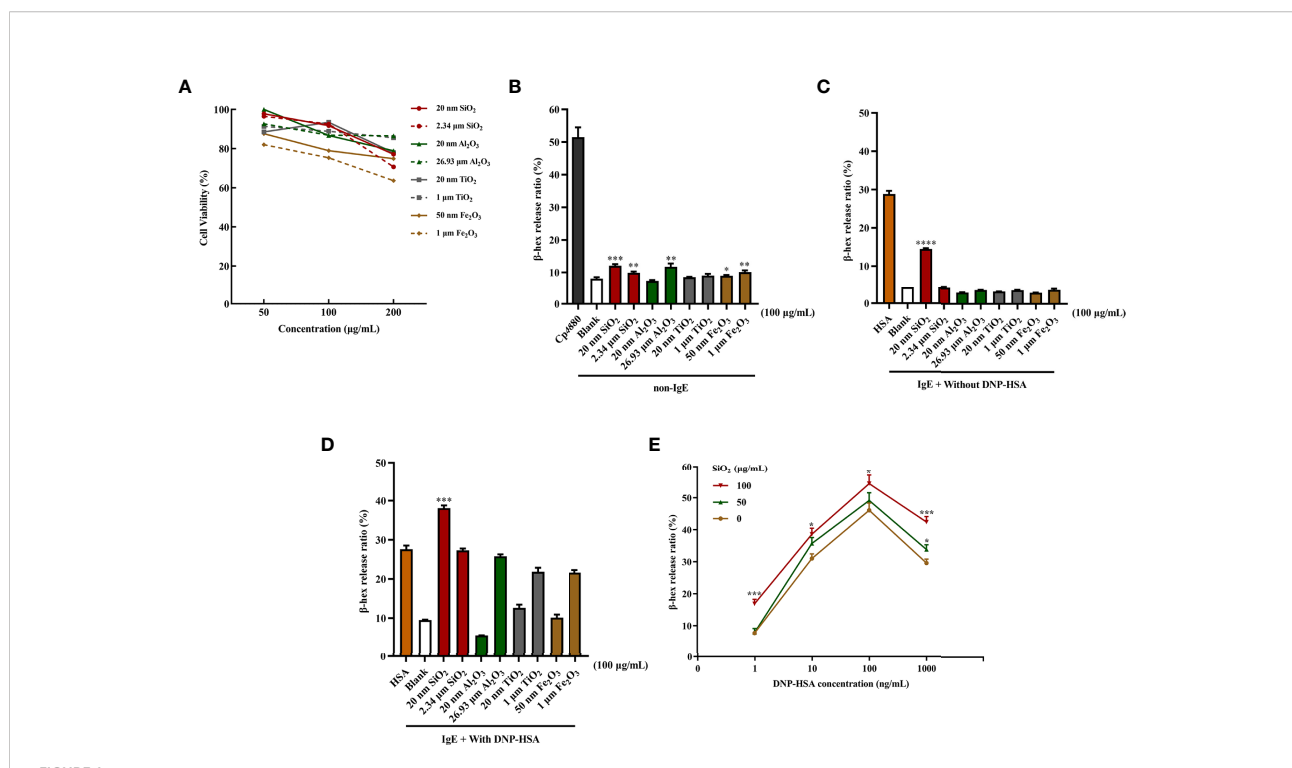 A
Cell Viability (%)
100
80
60
40
20
0
50
100
200
Concentration (μg/mL)
20 nm SiO₂
2.34 μm SiO₂
20 nm Al₂O₃
26.93 μm Al₂O₃
20 nm TiO₂
1 μm TiO₂
50 nm Fe₂O₃
1 μm Fe₂O₃
B
β-hex release ratio (%)
60
50
40
30
20
10
0
***
**
**
*
**
Cp4880
Blank
20 nm SiO₂
2.34 μm SiO₂
20 nm Al₂O₃
26.93 μm Al₂O₃
20 nm TiO₂
1 μm TiO₂
50 nm Fe₂O₃
1 μm Fe₂O₃
(100 μg/mL)
non-IgE
C
β-hex release ratio (%)
50
40
30
20
10
0
****
HSA
Blank
20 nm SiO₂
2.34 μm SiO₂
20 nm Al₂O₃
26.93 μm Al₂O₃
20 nm TiO₂
1 μm TiO₂
50 nm Fe₂O₃
1 μm Fe₂O₃
(100 μg/mL)
IgE + Without DNP-HSA
D
β-hex release ratio (%)
50
40
30
20
10
0
***
HSA
Blank
20 nm SiO₂
2.34 μm SiO₂
20 nm Al₂O₃
26.93 μm Al₂O₃
20 nm TiO₂
1 μm TiO₂
50 nm Fe₂O₃
1 μm Fe₂O₃
(100 μg/mL)
IgE + With DNP-HSA
E
SiO₂ (μg/mL)
100
50
0
β-hex release ratio (%)
60
50
40
30
20
10
0
***
*
*
***
*
0
1
10
100
1000
DNP-HSA concentration (ng/mL)